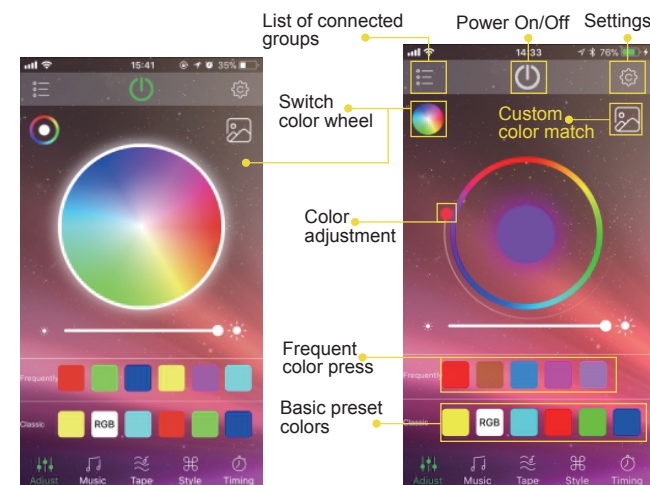 List of connected
groups
Power On/Off
Settings
15:41
35%
14:33
76%
Switch
color wheel
Custom
color match
Color
adjustment
Frequent
color press
Frequently
Frequently
Basic preset
colors
Classic
RGB
Classic
RGB
Adjust Music Tape Style Timing
Adjust Music Tape Style Timing